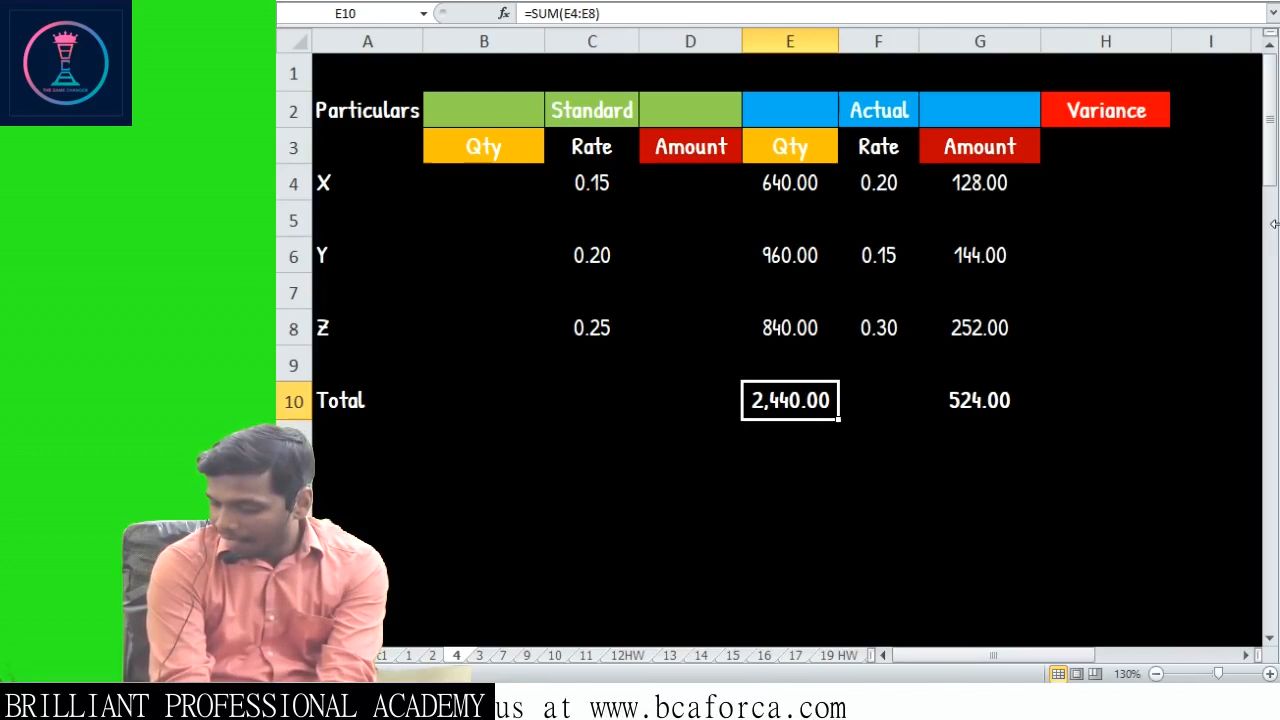 E10 fx =SUM(E4:E8)
THE GAME CHANGER
A B C D E F G H I
1
2 Particulars Standard Actual Variance
3 Qty Rate Amount Qty Rate Amount
4 X 0.15 640.00 0.20 128.00
5
6 Y 0.20 960.00 0.15 144.00
7
8 Z 0.25 840.00 0.30 252.00
9
10 Total 2,440.00 524.00
1 2 4 3 7 9 10 11 12HW 13 14 15 16 17 19 HW
130%
BRILLIANT PROFESSIONAL ACADEMY us at www.bcaforca.com